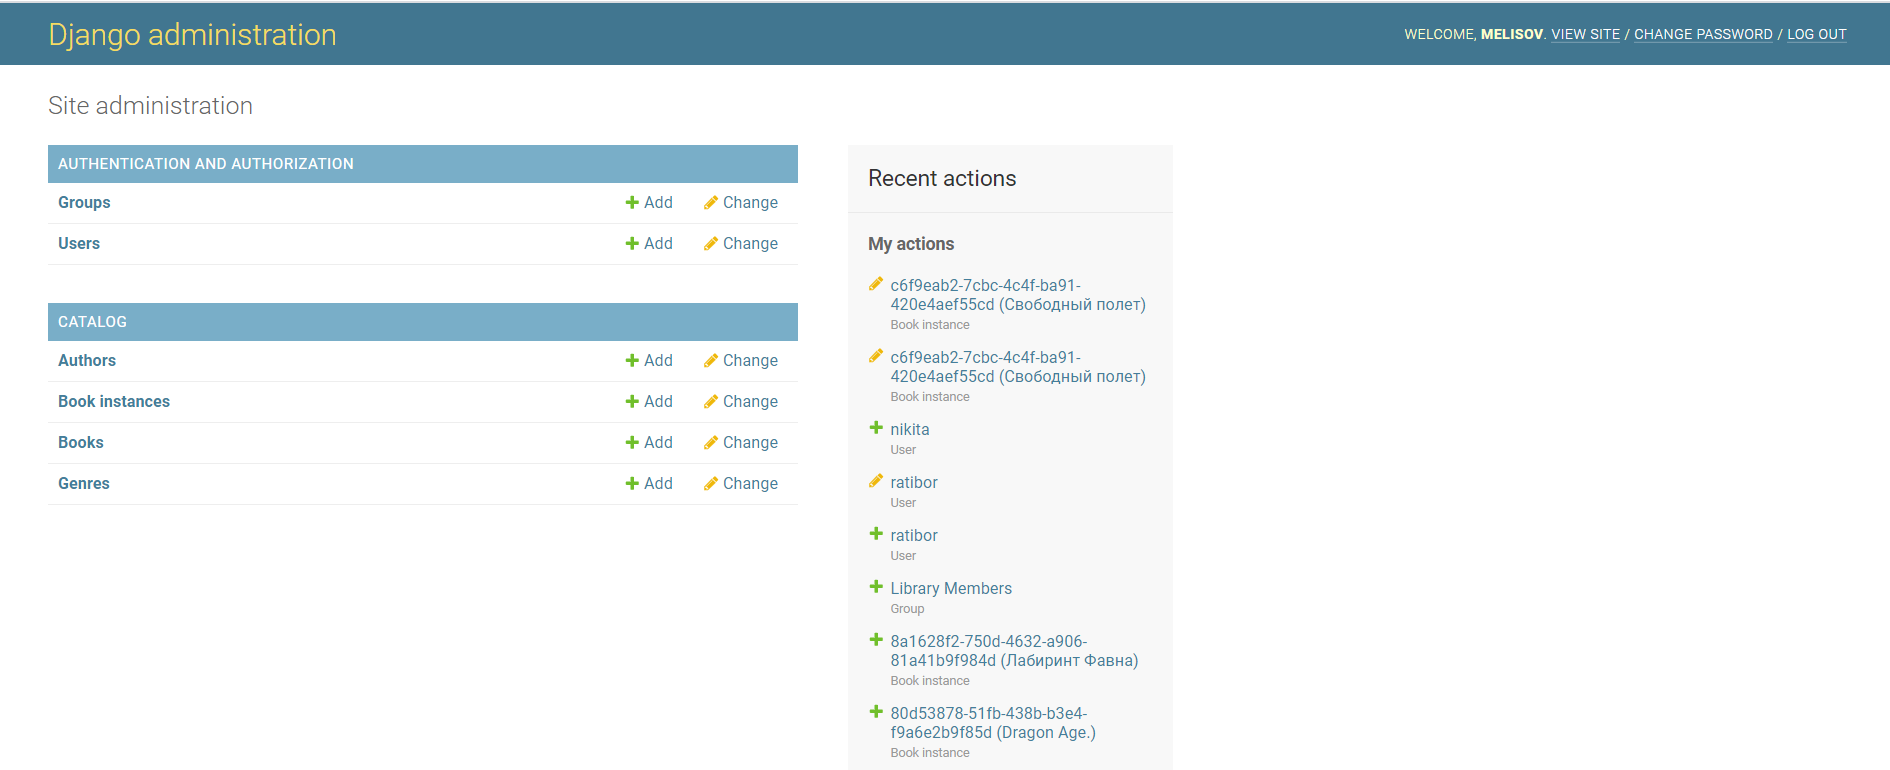 Django administration
WELCOME, MELISOV. VIEW SITE / CHANGE PASSWORD / LOG OUT
Site administration
AUTHENTICATION AND AUTHORIZATION
Groups Add Change
Users Add Change
CATALOG
Authors Add Change
Book instances Add Change
Books Add Change
Genres Add Change
Recent actions
My actions
c6f9eab2-7cbc-4c4f-ba91-
420e4aef55cd (Свободный полет)
Book instance
c6f9eab2-7cbc-4c4f-ba91-
420e4aef55cd (Свободный полет)
Book instance
nikita
User
ratibor
User
ratibor
User
Library Members
Group
8a1628f2-750d-4632-a906-
81a41b9f984d (Лабиринт Фавна)
Book instance
80d53878-51fb-438b-b3e4-
f9a6e2b9f85d (Dragon Age.)
Book instance